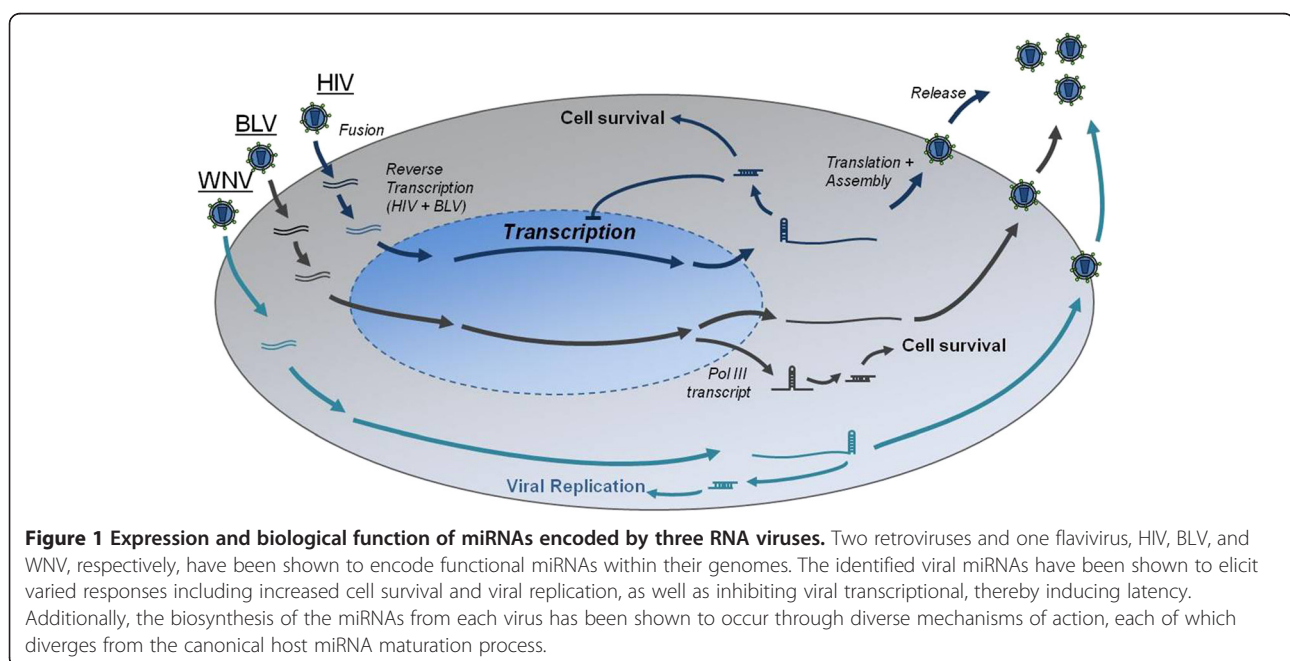 HIV
BLV
WNV
Fusion
Reverse
Transcription
(HIV + BLV)
Transcription
Cell survival
Translation +
Assembly
Release
Pol III
transcript
Cell survival
Viral Replication
Figure 1 Expression and biological function of miRNAs encoded by three RNA viruses. Two retroviruses and one flavivirus, HIV, BLV, and
WNV, respectively, have been shown to encode functional miRNAs within their genomes. The identified viral miRNAs have been shown to elicit
varied responses including increased cell survival and viral replication, as well as inhibiting viral transcriptional, thereby inducing latency.
Additionally, the biosynthesis of the miRNAs from each virus has been shown to occur through diverse mechanisms of action, each of which
diverges from the canonical host miRNA maturation process.